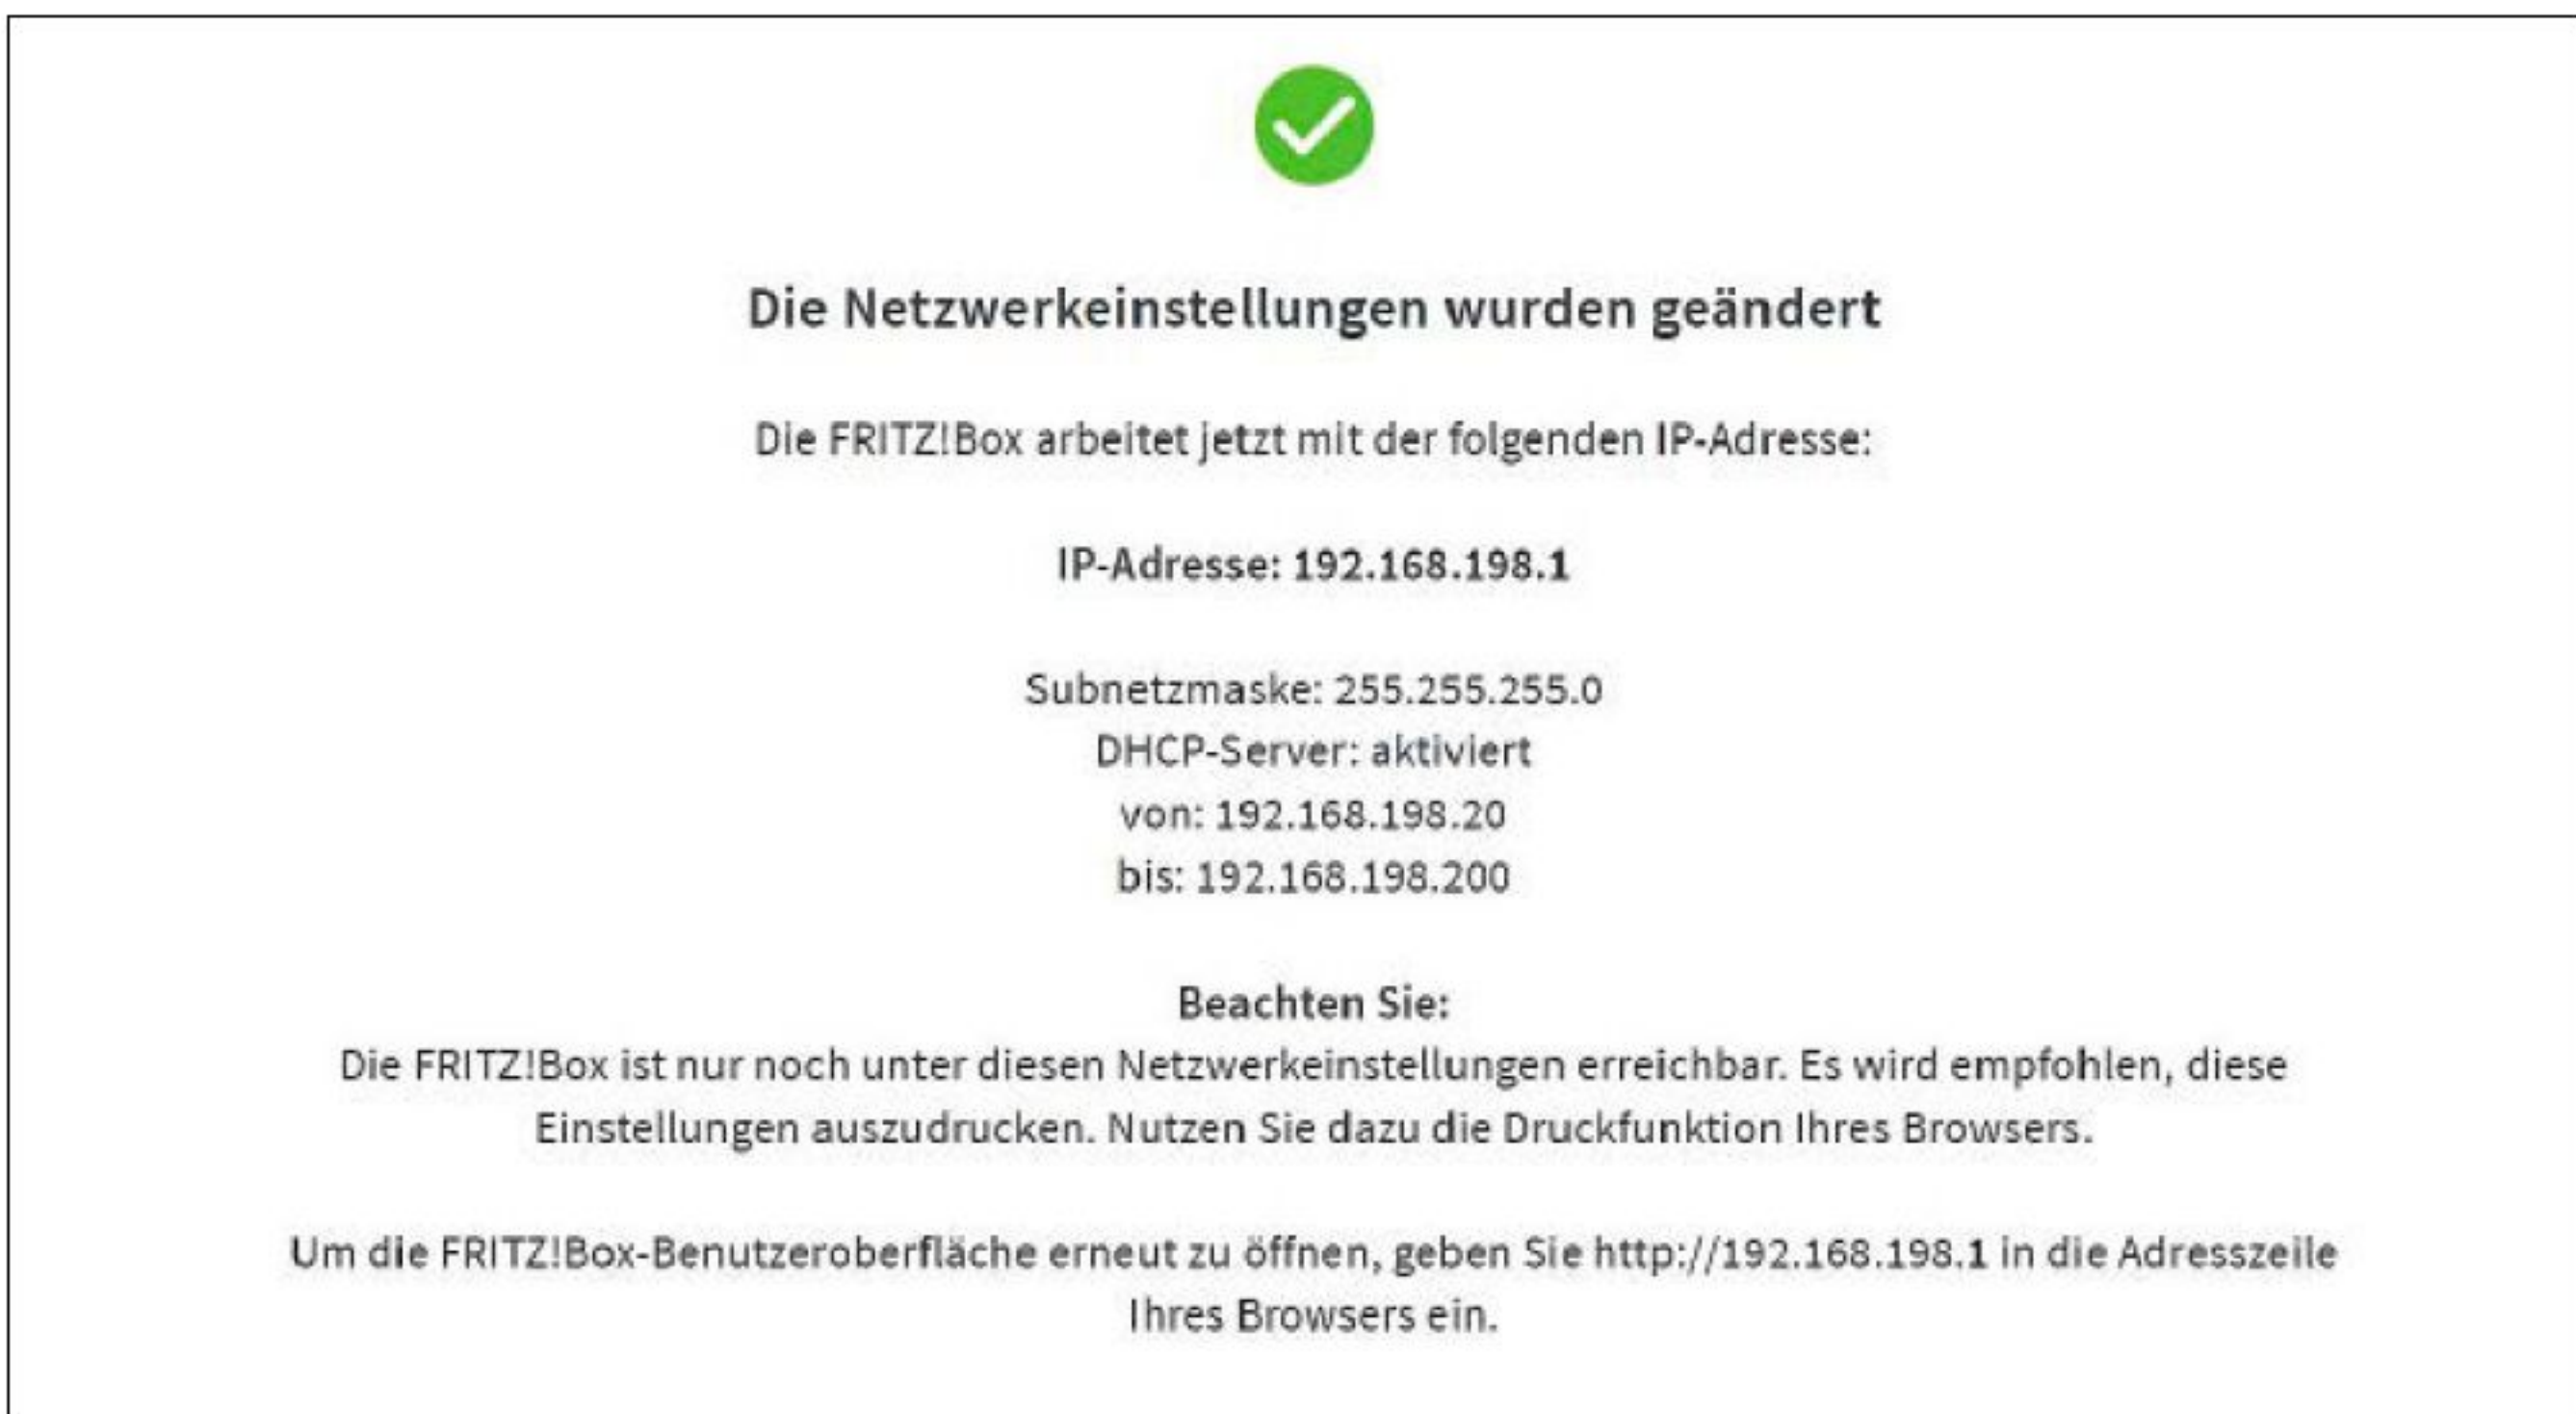 Die Netzwerkeinstellungen wurden geändert
Die FRITZ!Box arbeitet jetzt mit der folgenden IP-Adresse:
IP-Adresse: 192.168.198.1
Subnetzmaske: 255.255.255.0
DHCP-Server: aktiviert
von: 192.168.198.20
bis: 192.168.198.200
Beachten Sie:
Die FRITZ!Box ist nur noch unter diesen Netzwerkeinstellungen erreichbar. Es wird empfohlen, diese
Einstellungen auszudrucken. Nutzen Sie dazu die Druckfunktion Ihres Browsers.
Um die FRITZ!Box-Benutzeroberfläche erneut zu öffnen, geben Sie http://192.168.198.1 in die Adresszeile
Ihres Browsers ein.